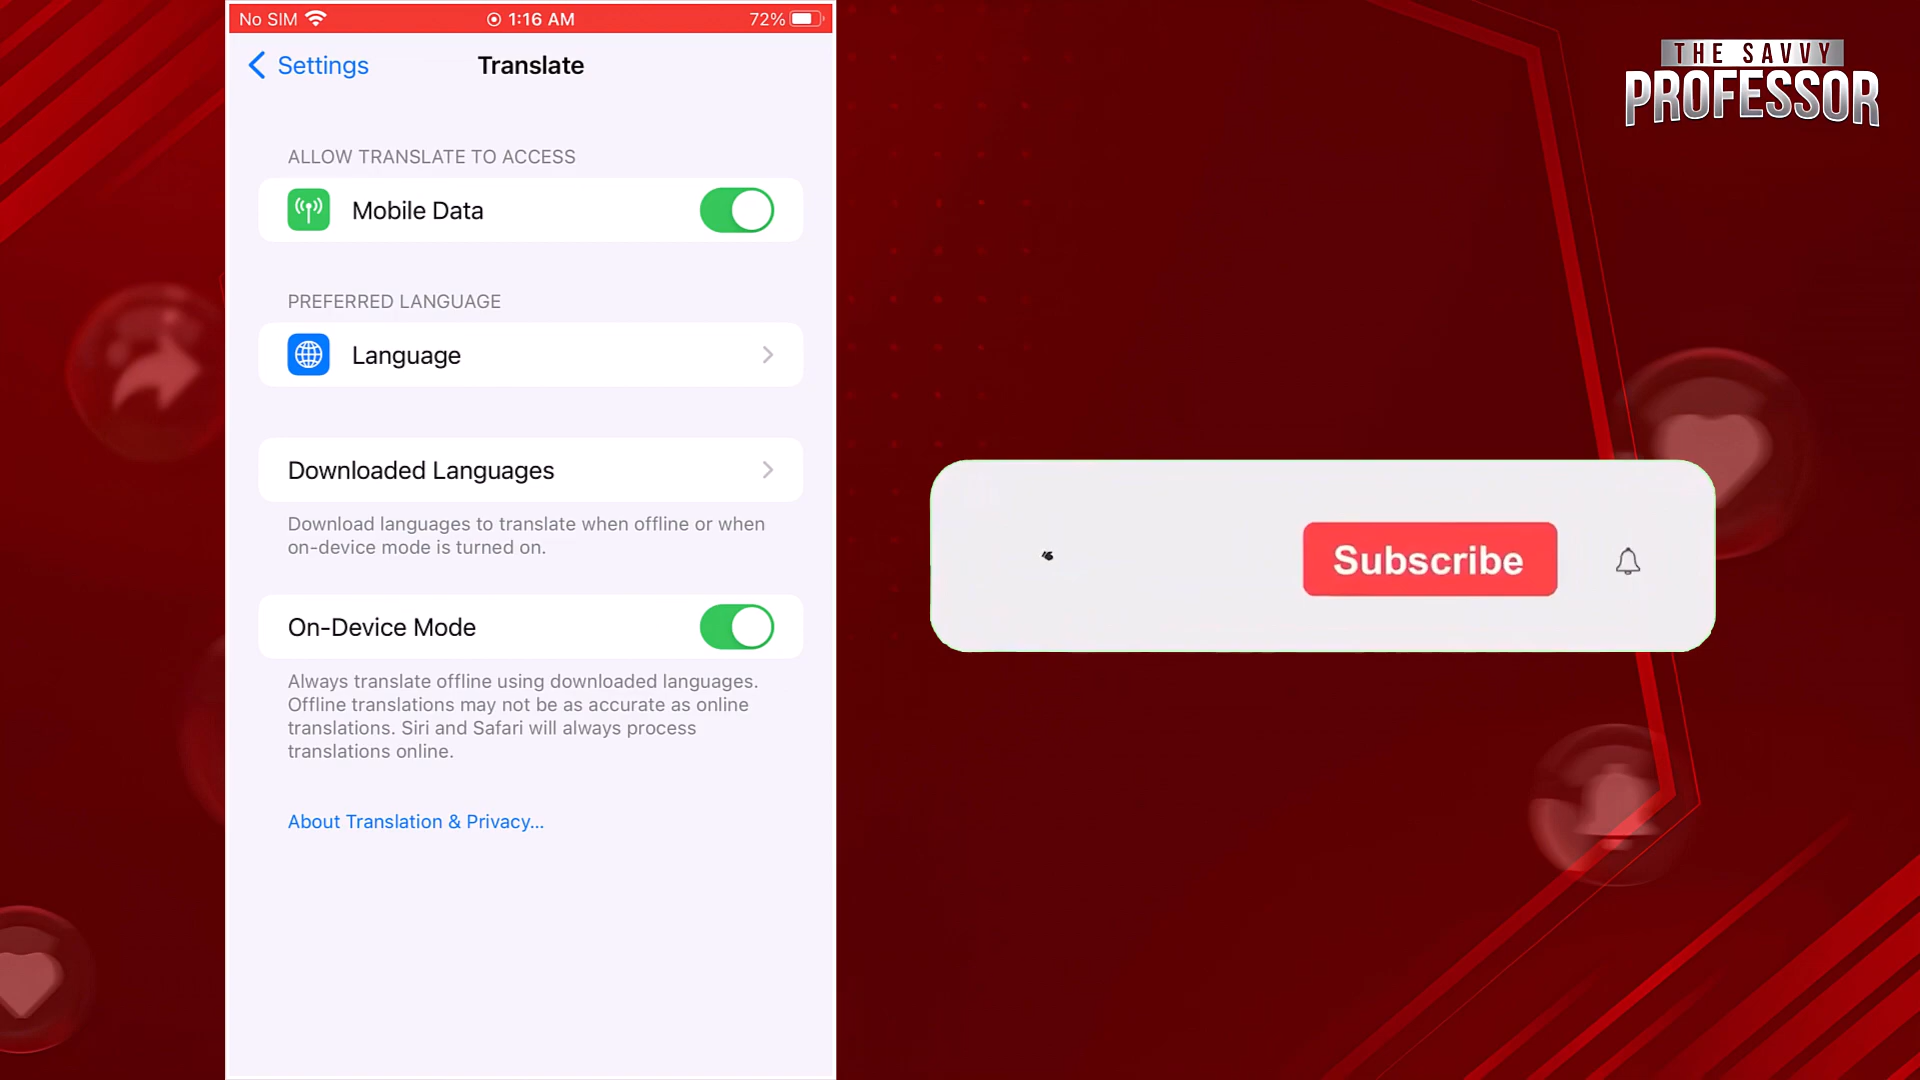 No SIM 1:16 AM 72%
Settings Translate
ALLOW TRANSLATE TO ACCESS
Mobile Data
PREFERRED LANGUAGE
Language
Downloaded Languages
Download languages to translate when offline or when
on-device mode is turned on.
On-Device Mode
Always translate offline using downloaded languages.
Offline translations may not be as accurate as online
translations. Siri and Safari will always process
translations online.
About Translation & Privacy...
THE SAVVY
PROFESSOR
Subscribe